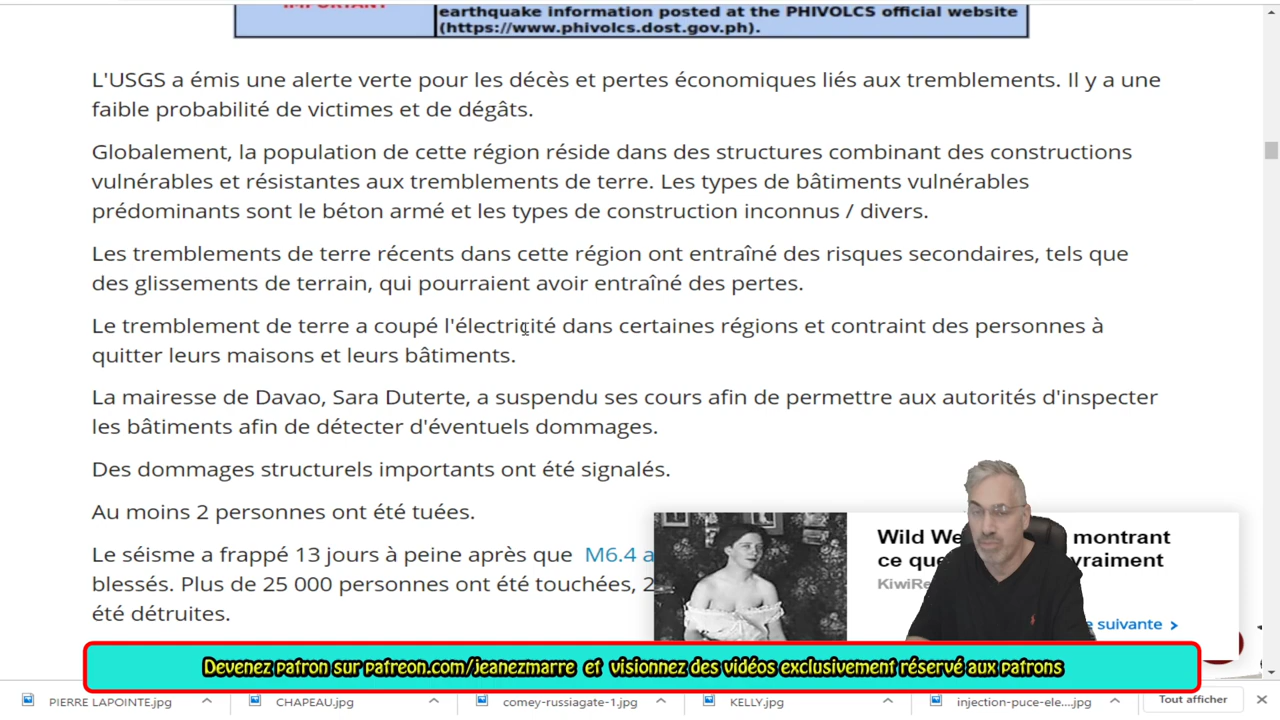 IMPORTANT
earthquake information posted at the PHIVOLCS official website
(https://www.phivolcs.dost.gov.ph).
L'USGS a émis une alerte verte pour les décès et pertes économiques liés aux tremblements. Il y a une
faible probabilité de victimes et de dégâts.
Globalement, la population de cette région réside dans des structures combinant des constructions
vulnérables et résistantes aux tremblements de terre. Les types de bâtiments vulnérables
prédominants sont le béton armé et les types de construction inconnus / divers.
Les tremblements de terre récents dans cette région ont entraîné des risques secondaires, tels que
des glissements de terrain, qui pourraient avoir entraîné des pertes.
Le tremblement de terre a coupé l'électricité dans certaines régions et contraint des personnes à
quitter leurs maisons et leurs bâtiments.
La mairesse de Davao, Sara Duterte, a suspendu ses cours afin de permettre aux autorités d'inspecter
les bâtiments afin de détecter d'éventuels dommages.
Des dommages structurels importants ont été signalés.
Au moins 2 personnes ont été tuées.
Le séisme a frappé 13 jours à peine après que M6.4 a
blessés. Plus de 25 000 personnes ont été touchées, 2
été détruites.
Wild We montrant
ce que vraiment
KiwiRe
e suivante >
Devenez patron sur patreon.com/jeanezmarre et visionnez des vidéos exclusivement réservé aux patrons
PIERRE LAPOINTE.jpg CHAPEAU.jpg comey-russiagate-1.jpg KELLY.jpg injection-puce-ele....jpg Tout afficher